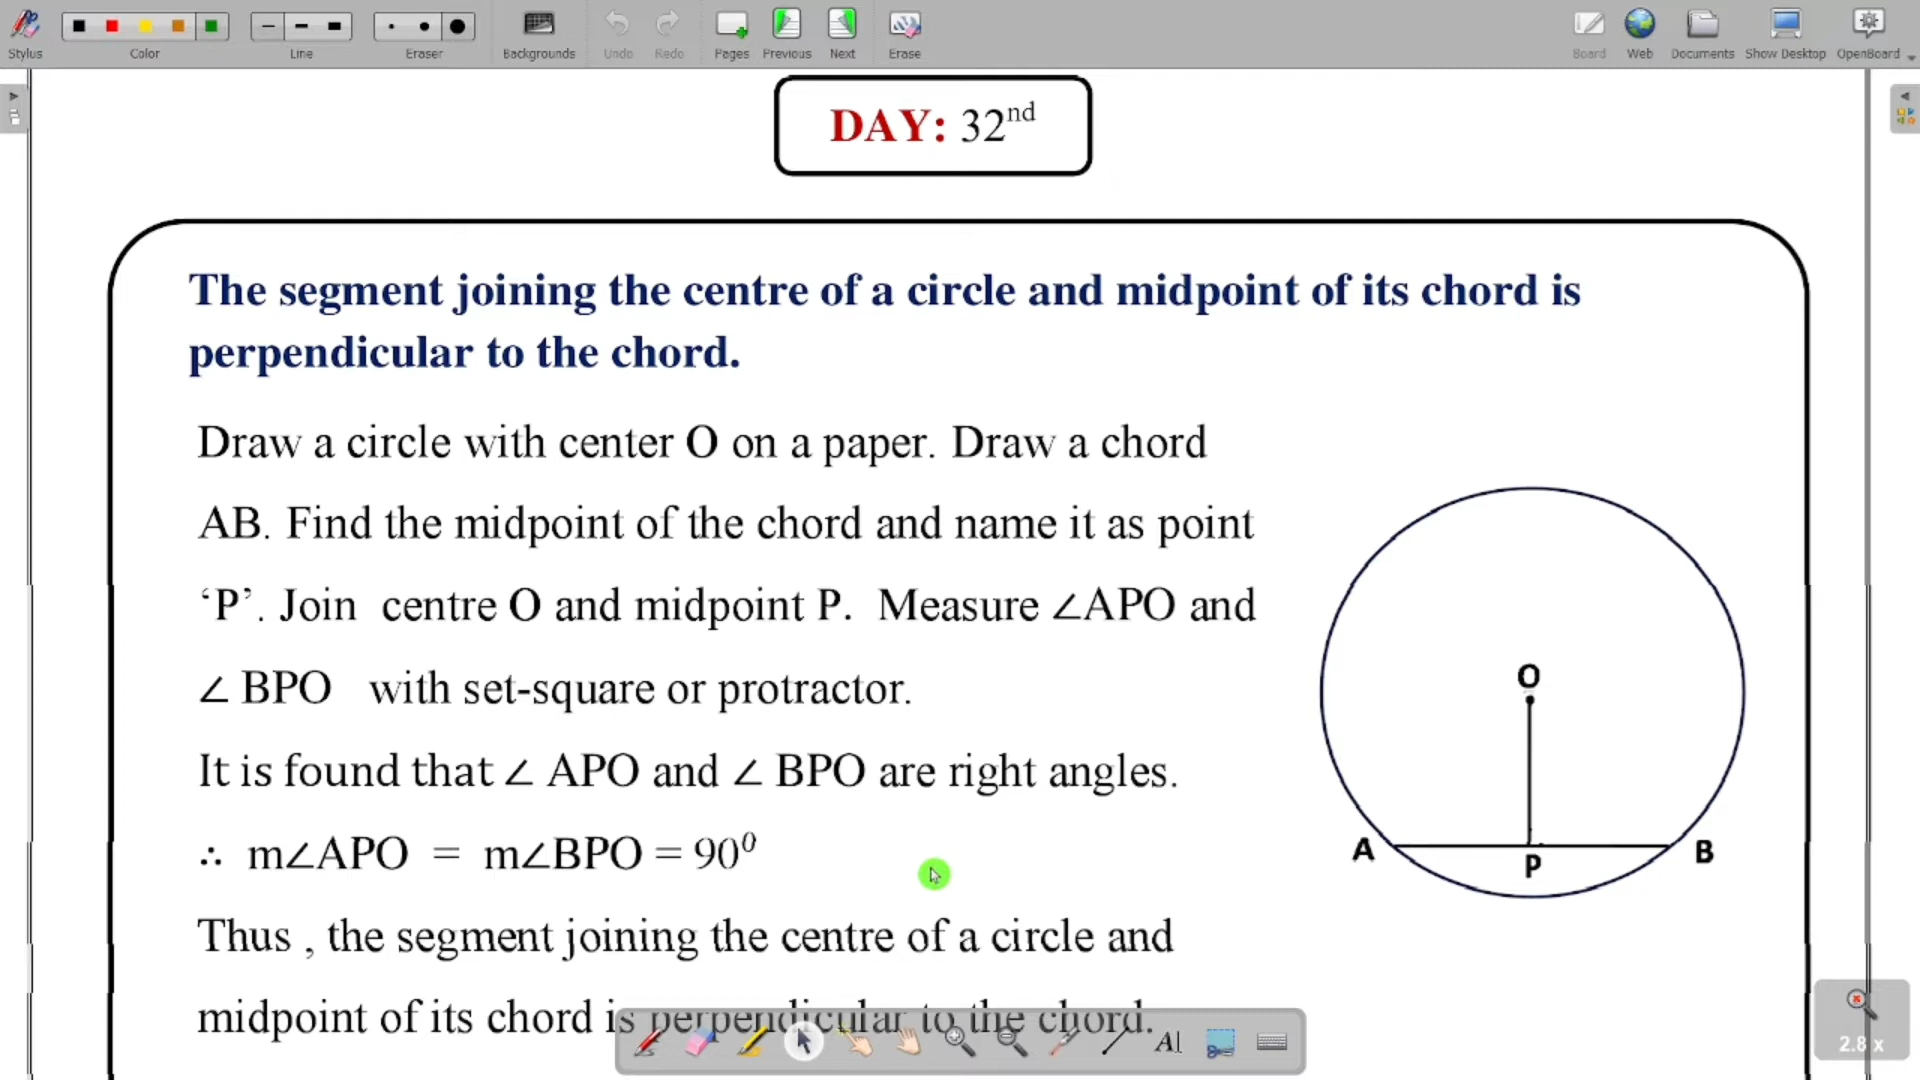 Stylus
Color
Line
Eraser
Backgrounds
Undo
Redo
Pages
Previous
Next
Erase
Board
Web
Documents
Show Desktop
OpenBoard
DAY: 32nd
The segment joining the centre of a circle and midpoint of its chord is
perpendicular to the chord.
Draw a circle with center O on a paper. Draw a chord
AB. Find the midpoint of the chord and name it as point
‘P’. Join centre O and midpoint P. Measure ∠APO and
∠ BPO with set-square or protractor.
It is found that ∠ APO and ∠ BPO are right angles.
∴ m∠APO = m∠BPO = 90⁰
Thus , the segment joining the centre of a circle and
midpoint of its chord is perpendicular to the chord.
O
A
P
B
AI
2.8 x